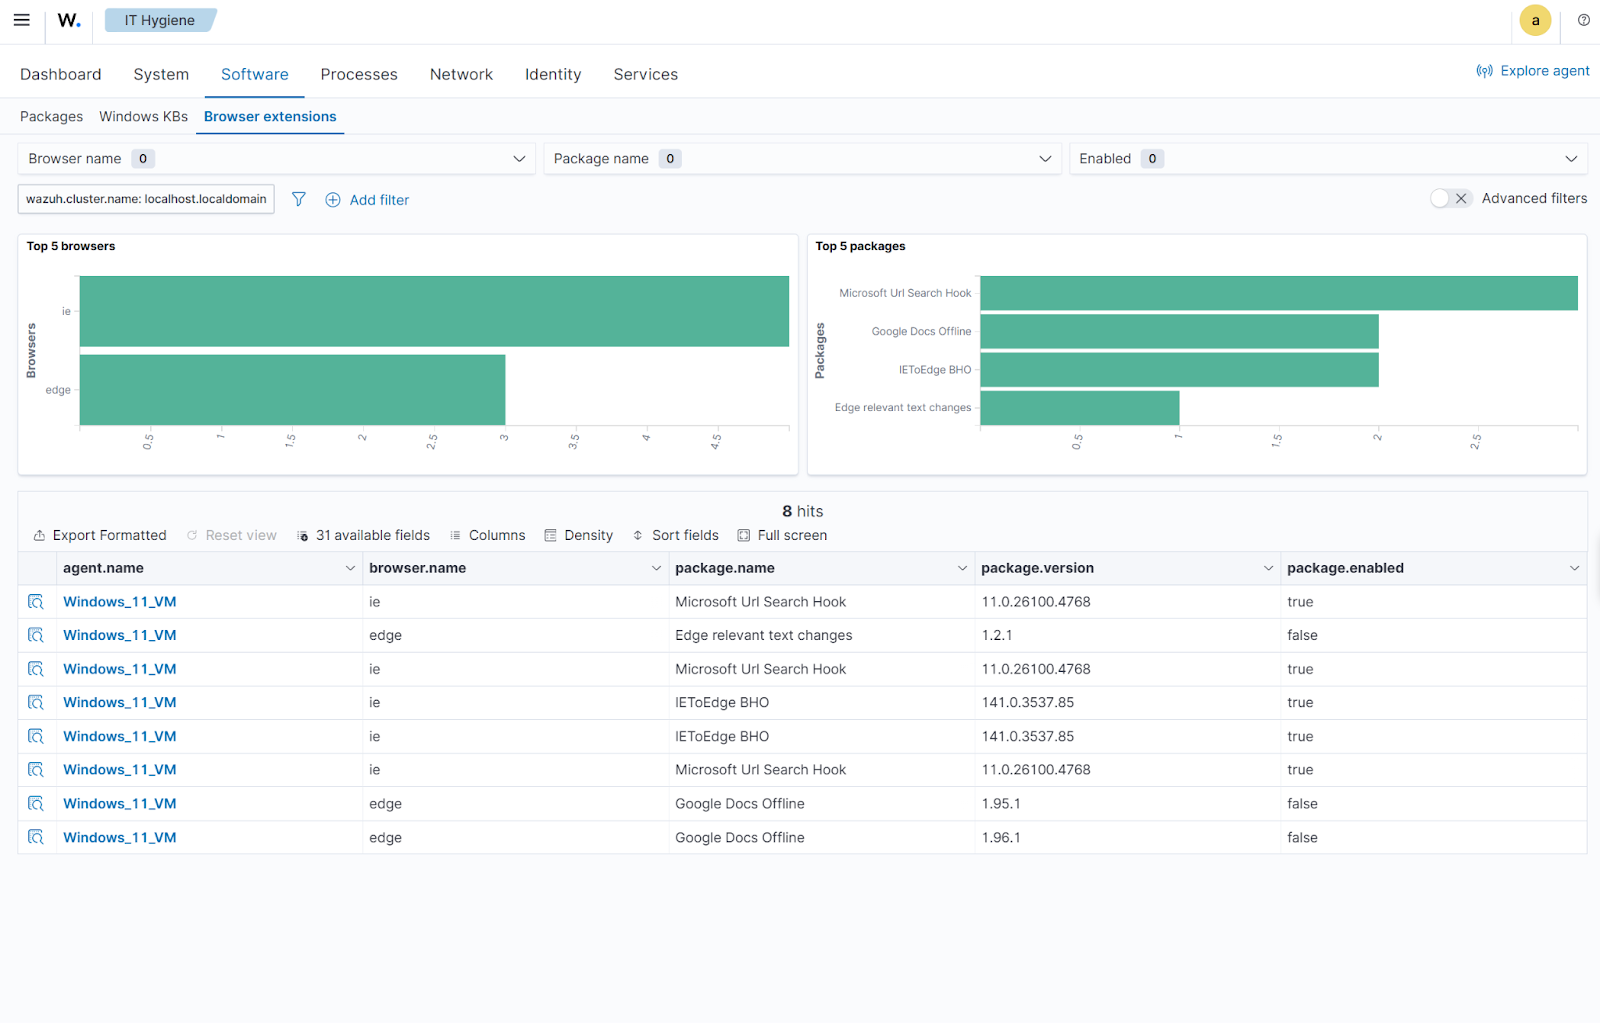 W. IT Hygiene a
Dashboard System Software Processes Network Identity Services Explore agent
Packages Windows KBs Browser extensions
Browser name 0 Package name 0 Enabled 0
wazuh.cluster.name: localhost.localdomain Add filter Advanced filters
Top 5 browsers
Browsers
ie
edge
0.5 1 1.5 2 2.5 3 3.5 4 4.5
Top 5 packages
Packages
Microsoft Url Search Hook
Google Docs Offline
IEToEdge BHO
Edge relevant text changes
0.5 1 1.5 2 2.5
8 hits
Export Formatted Reset view 31 available fields Columns Density Sort fields Full screen
agent.name browser.name package.name package.version package.enabled
Windows_11_VM ie Microsoft Url Search Hook 11.0.26100.4768 true
Windows_11_VM edge Edge relevant text changes 1.2.1 false
Windows_11_VM ie Microsoft Url Search Hook 11.0.26100.4768 true
Windows_11_VM ie IEToEdge BHO 141.0.3537.85 true
Windows_11_VM ie IEToEdge BHO 141.0.3537.85 true
Windows_11_VM ie Microsoft Url Search Hook 11.0.26100.4768 true
Windows_11_VM edge Google Docs Offline 1.95.1 false
Windows_11_VM edge Google Docs Offline 1.96.1 false